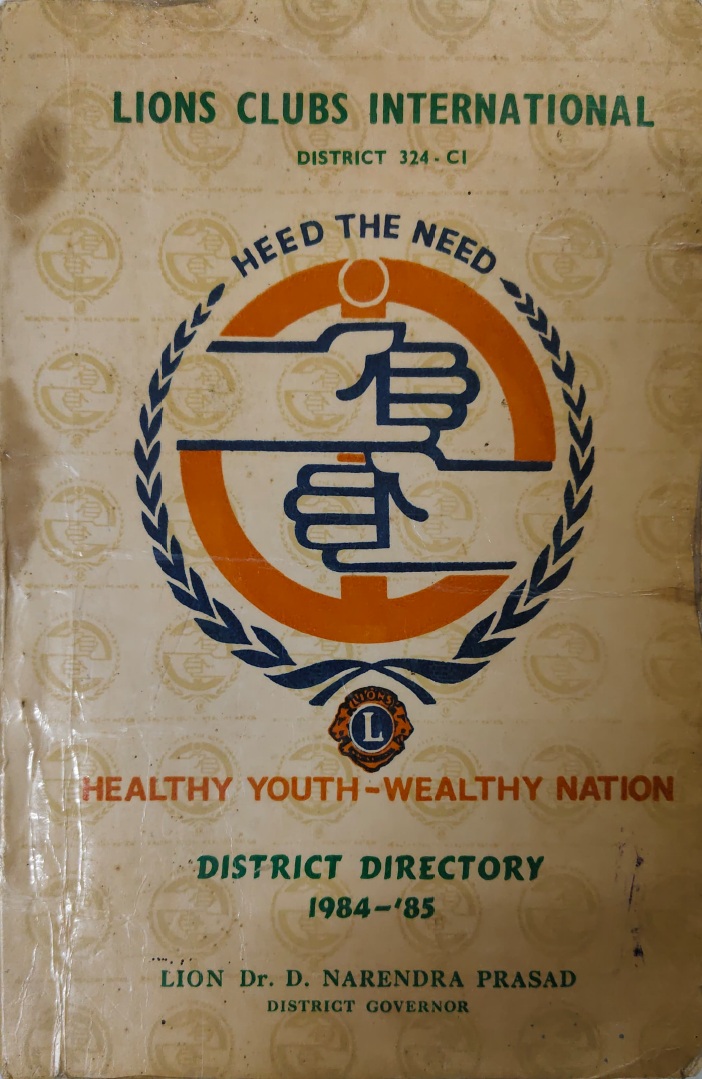 LIONS CLUBS INTERNATIONAL
DISTRICT 324 - C1
HEED THE NEED
LIONS
L
HEALTHY YOUTH-WEALTHY NATION
DISTRICT DIRECTORY
1984-'85
LION Dr. D. NARENDRA PRASAD
DISTRICT GOVERNOR